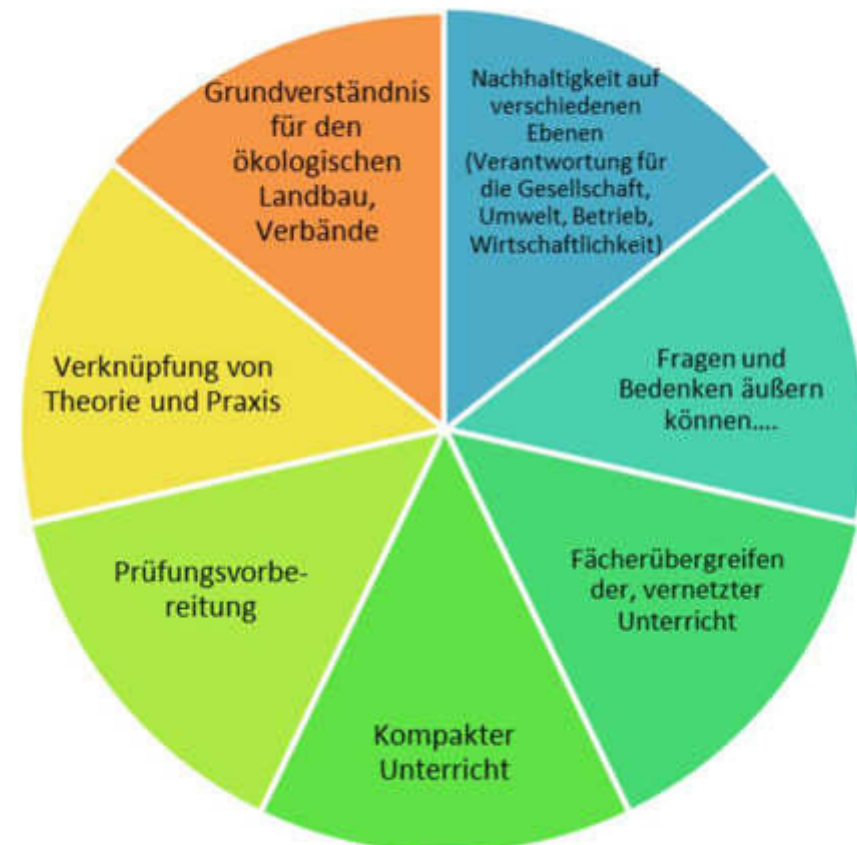 Nachhaltigkeit auf
verschiedenen
Ebenen
(Verantwortung für
die Gesellschaft,
Umwelt, Betrieb,
Wirtschaftlichkeit)
Fragen und
Bedenken äußern
können....
Fächerübergreifen
der, vernetzter
Unterricht
Kompakter
Unterricht
Prüfungsvorbe-
reitung
Verknüpfung von
Theorie und Praxis
Grundverständnis
für den
ökologischen
Landbau,
Verbände